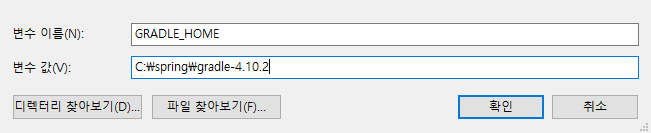 변수 이름(N):
GRADLE_HOME
변수 값(V):
C:₩spring₩gradle-4.10.2
디렉터리 찾아보기(D)...
파일 찾아보기(F)...
확인
취소